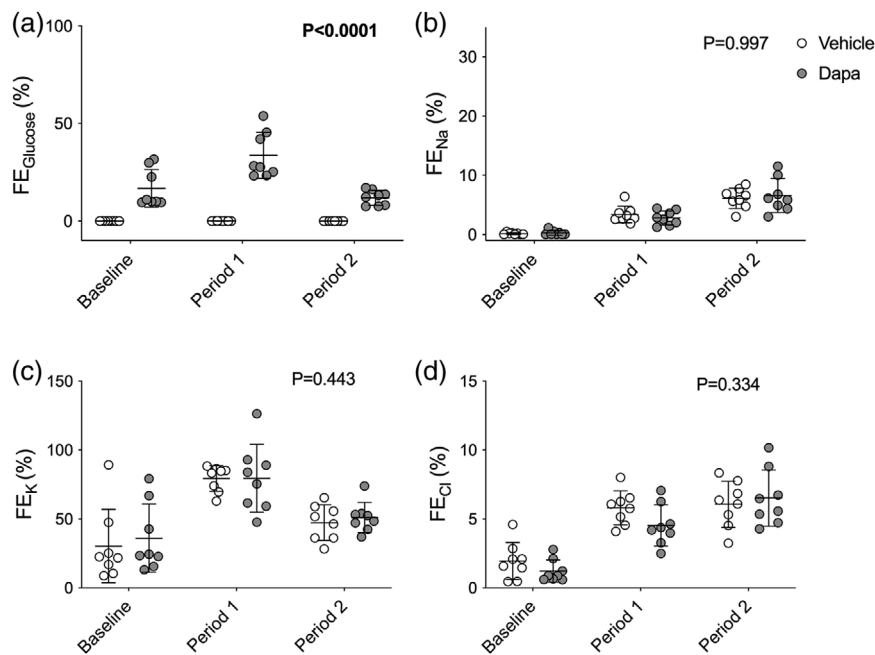 (a)
100
50
0
FEGlucose (%)
P<0.0001
Baseline
Period 1
Period 2
(b)
30
20
10
0
FENa (%)
P=0.997
Vehicle
Dapa
Baseline
Period 1
Period 2
(c)
150
100
50
0
FEK (%)
P=0.443
Baseline
Period 1
Period 2
(d)
15
10
5
0
FECl (%)
P=0.334
Baseline
Period 1
Period 2